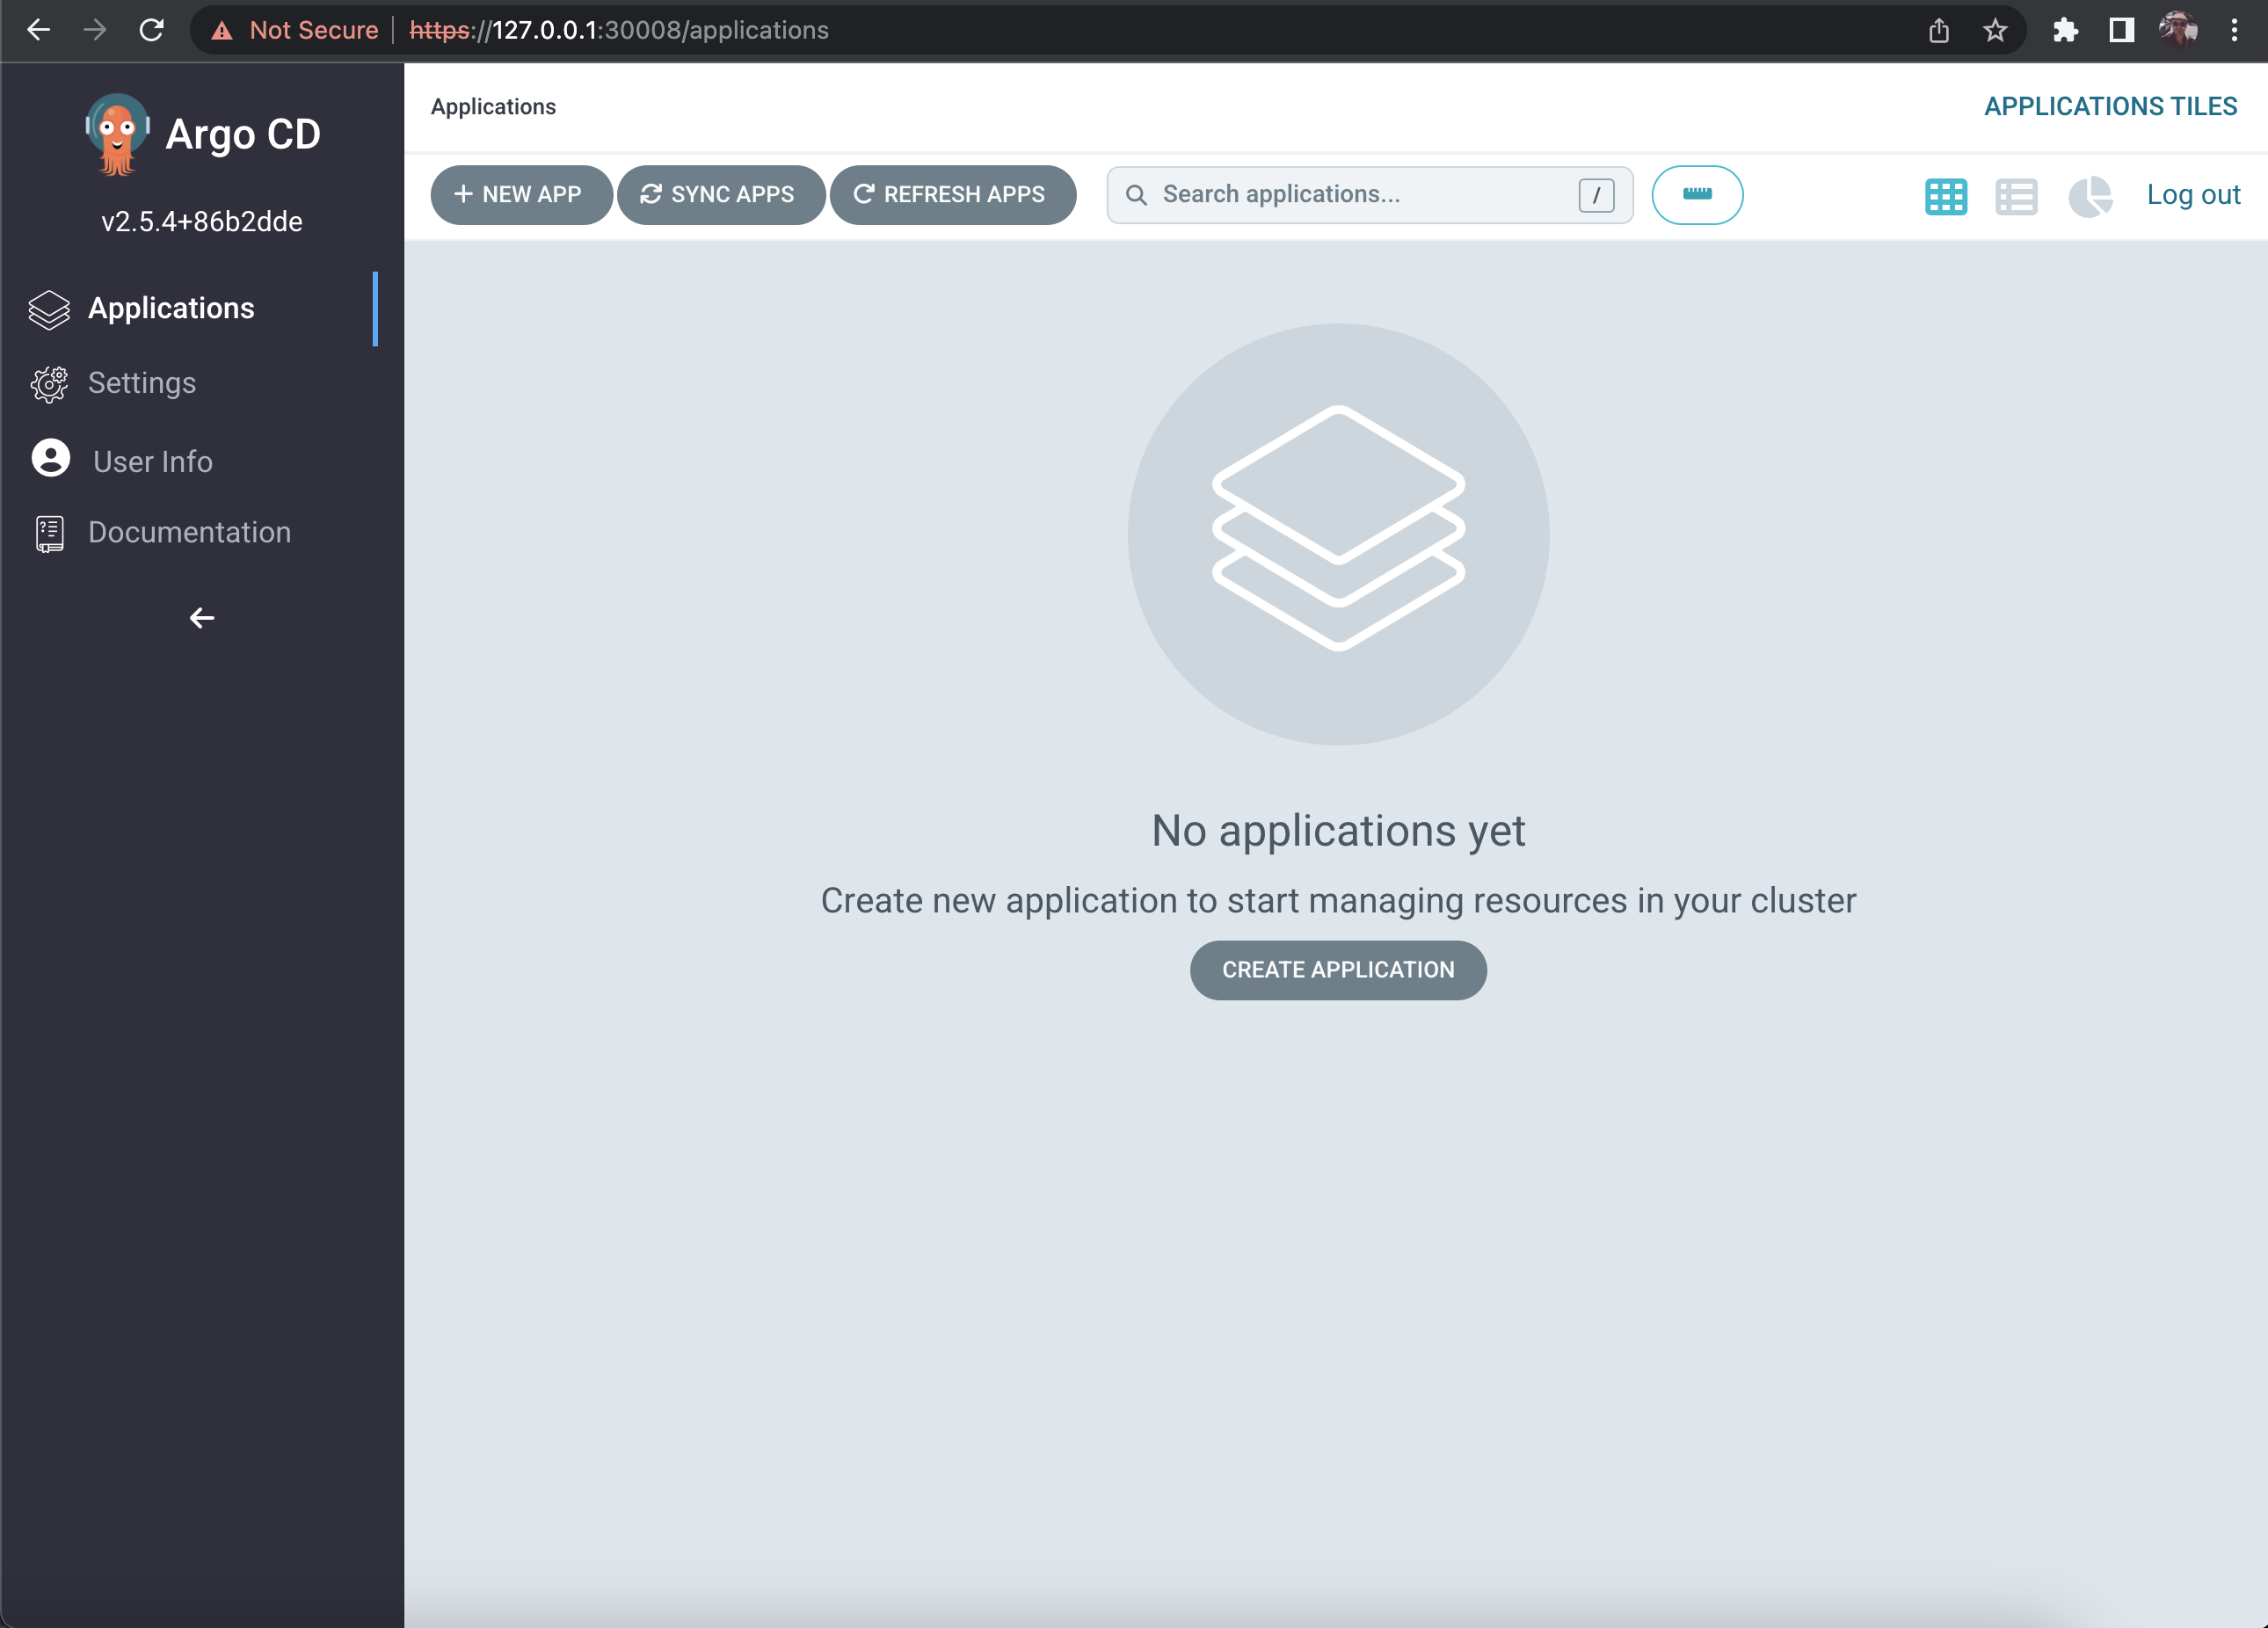 Not Secure https://127.0.0.1:30008/applications
Argo CD
v2.5.4+86b2dde
Applications
Settings
User Info
Documentation
Applications
APPLICATIONS TILES
NEW APP
SYNC APPS
REFRESH APPS
Search applications...
/
Log out
No applications yet
Create new application to start managing resources in your cluster
CREATE APPLICATION